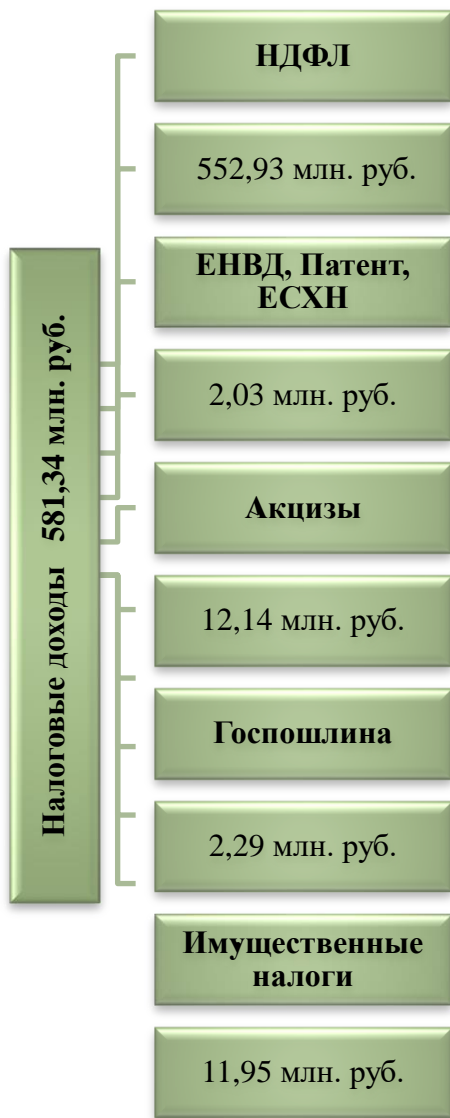 Налоговые доходы 581,34 млн. руб.
НДФЛ
552,93 млн. руб.
ЕНВД, Патент,
ЕСХН
2,03 млн. руб.
Акцизы
12,14 млн. руб.
Госпошлина
2,29 млн. руб.
Имущественные
налоги
11,95 млн. руб.